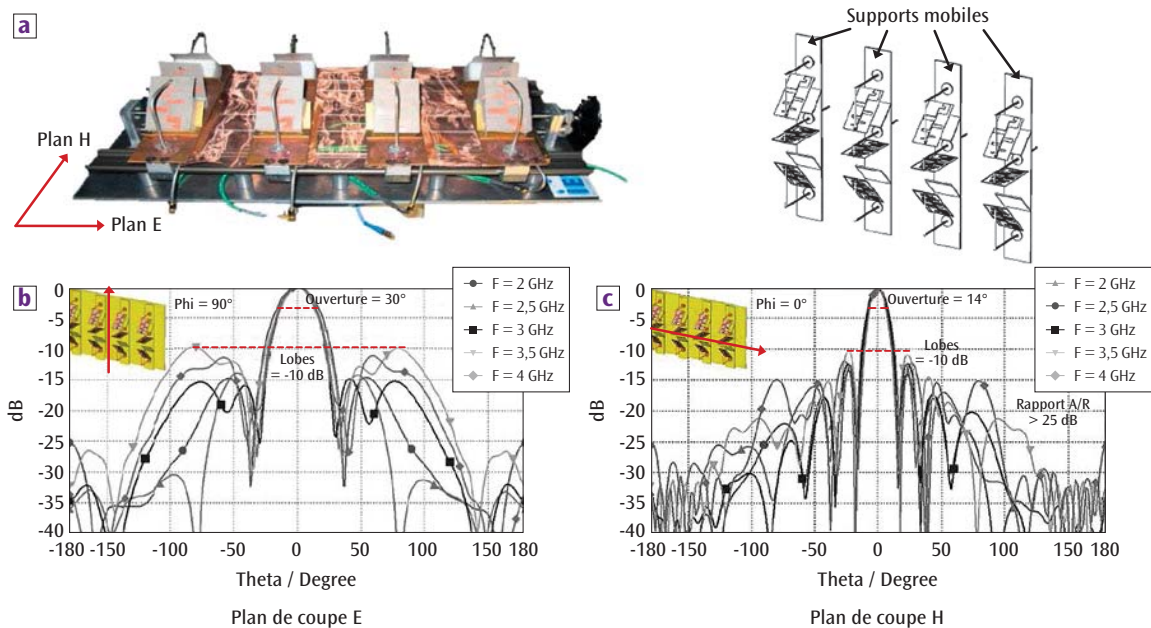 a
Supports mobiles
Plan H
Plan E
b
0
-5
-10
-15
-20
-25
-30
-35
-40
dB
Phi = 90°
Ouverture = 30°
Lobes
= -10 dB
F = 2 GHz
F = 2,5 GHz
F = 3 GHz
F = 3,5 GHz
F = 4 GHz
-180 -150 -100 -50 0 50 100 150 180
Theta / Degree
Plan de coupe E
c
0
-5
-10
-15
-20
-25
-30
-35
-40
dB
Phi = 0°
Ouverture = 14°
Lobes
= -10 dB
Rapport A/R
> 25 dB
F = 2 GHz
F = 2,5 GHz
F = 3 GHz
F = 3,5 GHz
F = 4 GHz
-180 -150 -100 -50 0 50 100 150 180
Theta / Degree
Plan de coupe H